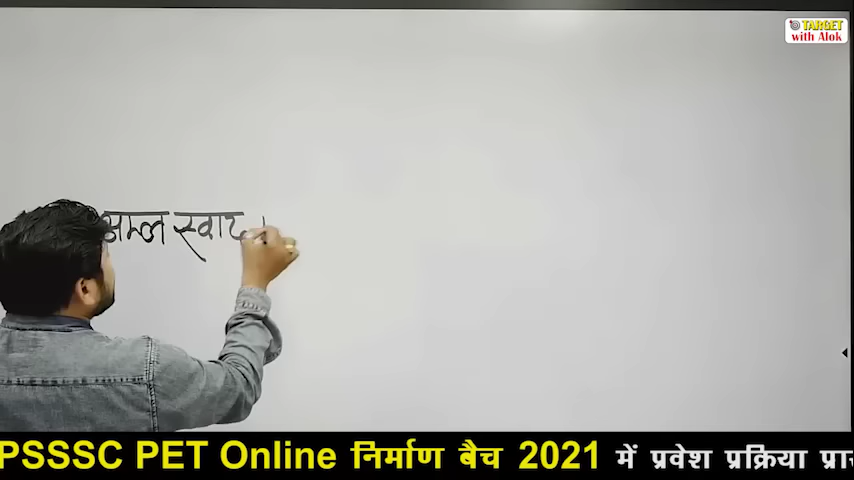 TARGET
with Alok
अम्ल स्वाद
PSSSC PET Online निर्माण बैच 2021 में प्रवेश प्रक्रिया